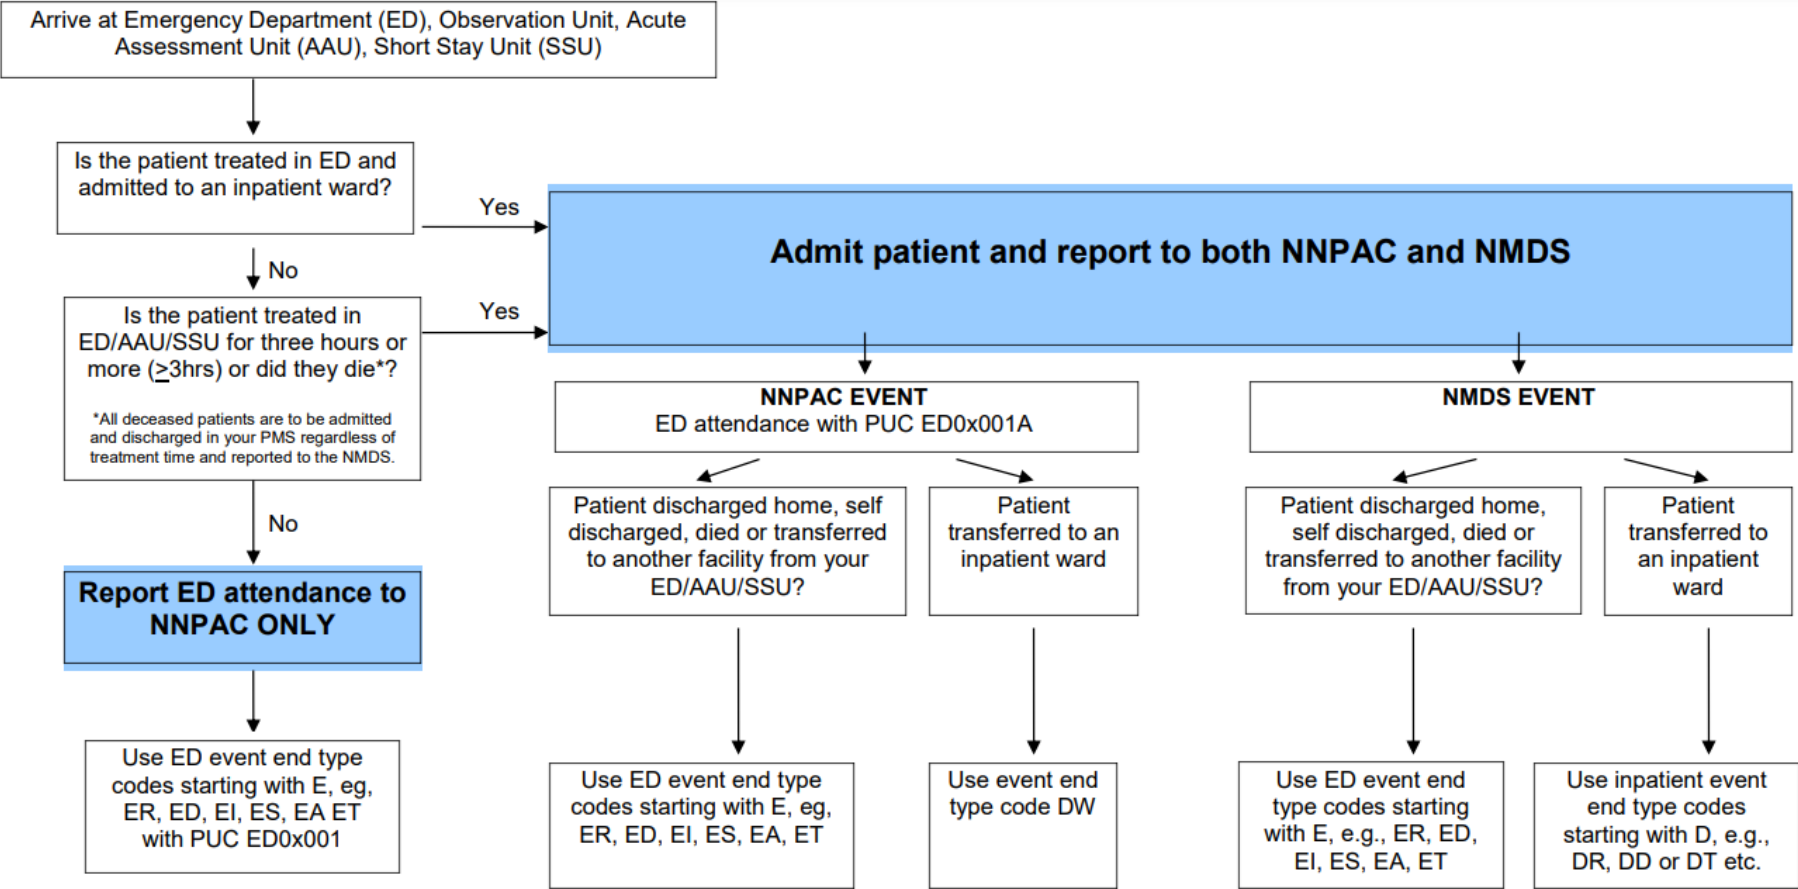 Arrive at Emergency Department (ED), Observation Unit, Acute
Assessment Unit (AAU), Short Stay Unit (SSU)
Is the patient treated in ED and
admitted to an inpatient ward?
Yes
Admit patient and report to both NNPAC and NMDS
No
Is the patient treated in
ED/AAU/SSU for three hours or
more (>3hrs) or did they die*?
*All deceased patients are to be admitted
and discharged in your PMS regardless of
treatment time and reported to the NMDS.
Yes
NNPAC EVENT
ED attendance with PUC ED0x001A
NMDS EVENT
Patient discharged home, self
discharged, died or transferred
to another facility from your
ED/AAU/SSU?
Patient
transferred to an
inpatient ward
Patient discharged home,
self discharged, died or
transferred to another facility
from your ED/AAU/SSU?
Patient
transferred to
an inpatient
ward
No
Report ED attendance to
NNPAC ONLY
Use ED event end type
codes starting with E, eg,
ER, ED, EI, ES, EA ET
with PUC ED0x001
Use ED event end type
codes starting with E, eg,
ER, ED, EI, ES, EA, ET
Use event end
type code DW
Use ED event end
type codes starting
with E, e.g., ER, ED,
EI, ES, EA, ET
Use inpatient event
end type codes
starting with D, e.g.,
DR, DD or DT etc.